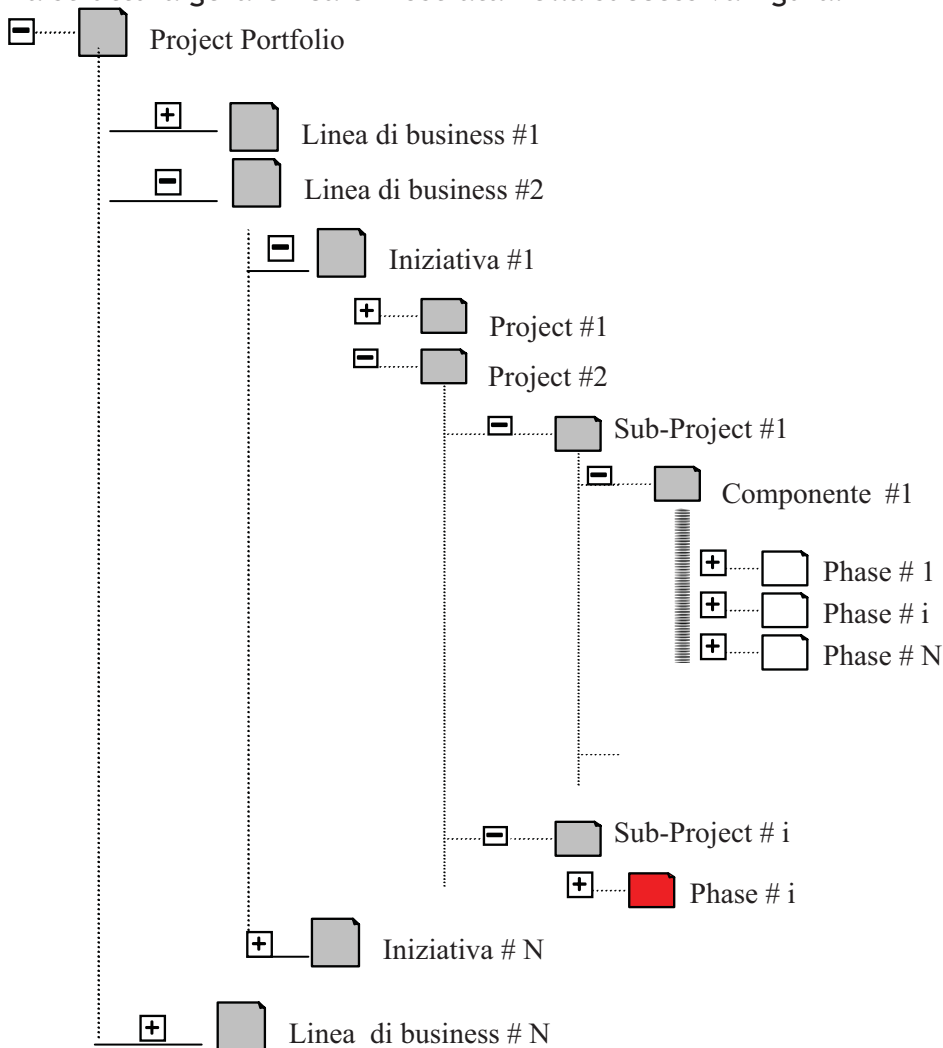 Project Portfolio
Linea di business #1
Linea di business #2
Iniziativa #1
Project #1
Project #2
Sub-Project #1
Componente #1
Phase # 1
Phase # i
Phase # N
Sub-Project # i
Phase # i
Iniziativa # N
Linea di business # N